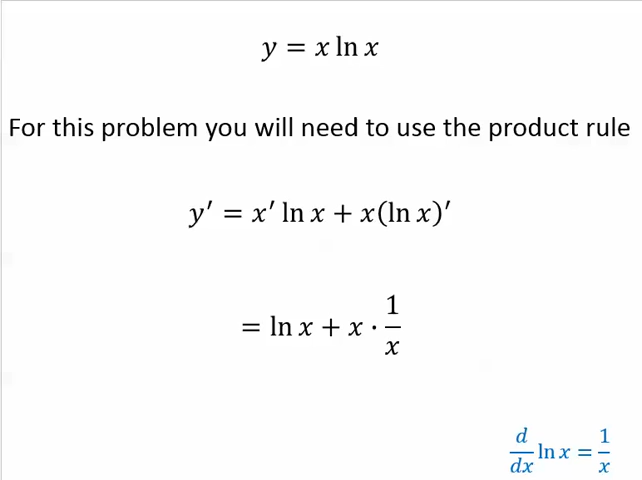 y = x ln x
For this problem you will need to use the product rule
y′ = x′ ln x + x(ln x)′
= ln x + x · 1/x
d/dx ln x = 1/x